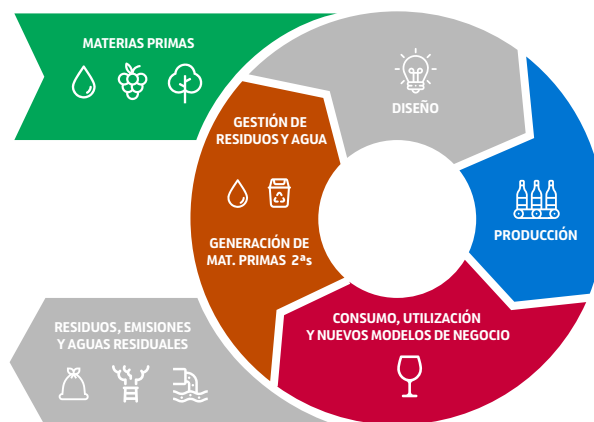 MATERIAS PRIMAS
DISEÑO
GESTIÓN DE
RESIDUOS Y AGUA
GENERACIÓN DE
MAT. PRIMAS 2ªs
PRODUCCIÓN
CONSUMO, UTILIZACIÓN
Y NUEVOS MODELOS DE NEGOCIO
RESIDUOS, EMISIONES
Y AGUAS RESIDUALES